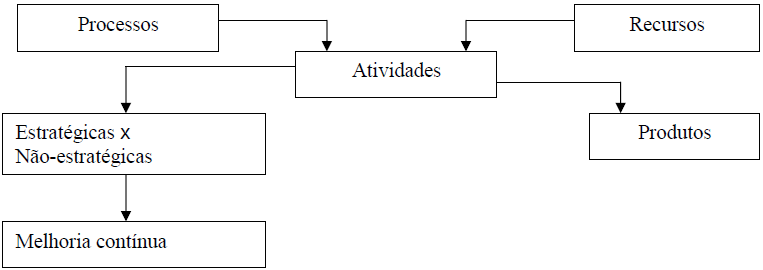 Processos
Recursos
Atividades
Estratégicas x
Não-estratégicas
Produtos
Melhoria contínua